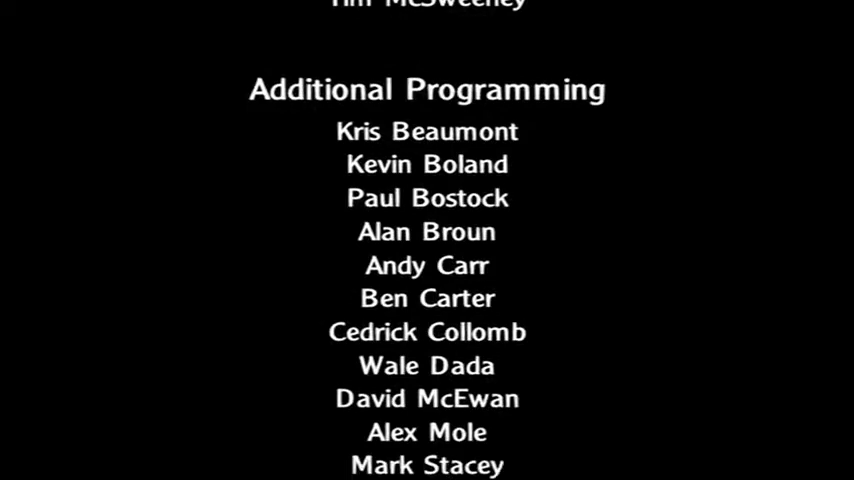 Tim McSweeney
Additional Programming
Kris Beaumont
Kevin Boland
Paul Bostock
Alan Broun
Andy Carr
Ben Carter
Cedrick Collomb
Wale Dada
David McEwan
Alex Mole
Mark Stacey